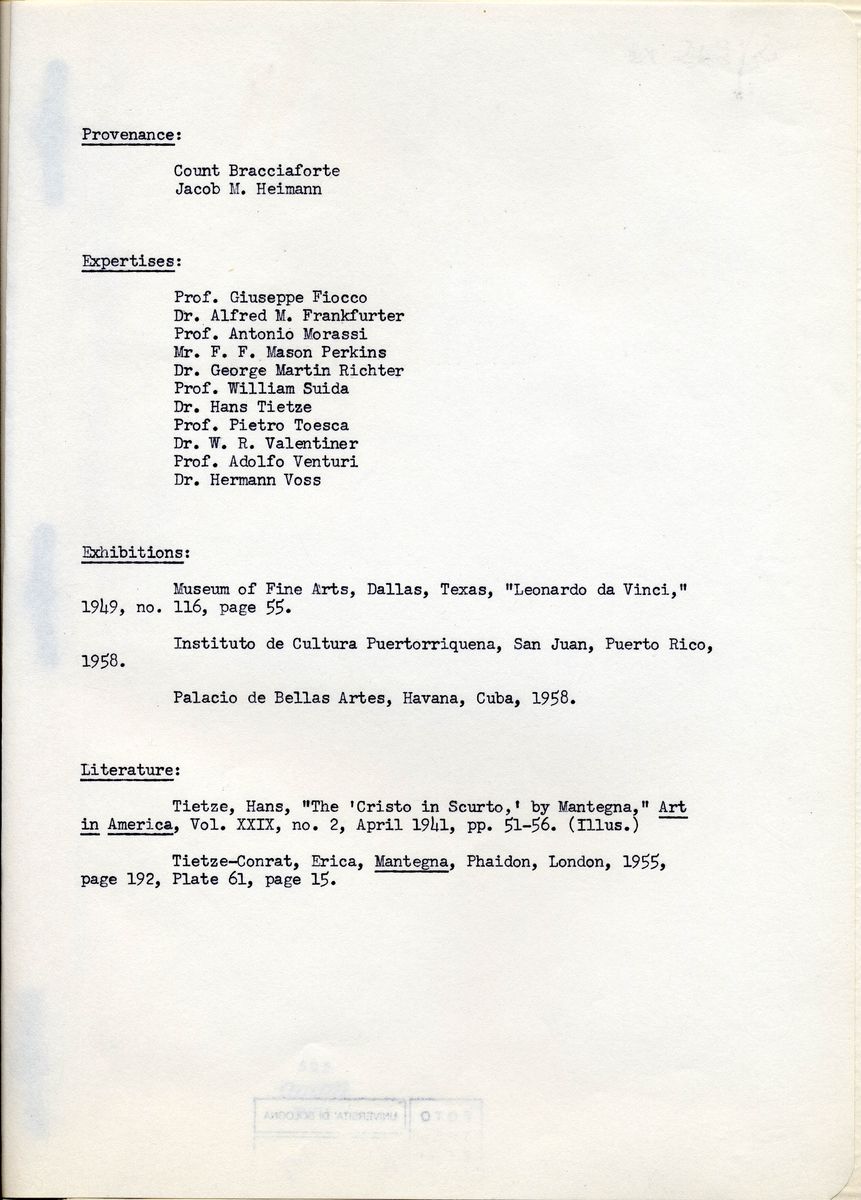 Provenance:
Count Bracciaforte
Jacob M. Heimann
Expertises:
Prof. Giuseppe Fiocco
Dr. Alfred M. Frankfurter
Prof. Antonio Morassi
Mr. F. F. Mason Perkins
Dr. George Martin Richter
Prof. William Suida
Dr. Hans Tietze
Prof. Pietro Toesca
Dr. W. R. Valentiner
Prof. Adolfo Venturi
Dr. Hermann Voss
Exhibitions:
Museum of Fine Arts, Dallas, Texas, "Leonardo da Vinci,"
1949, no. 116, page 55.
Instituto de Cultura Puertorriquena, San Juan, Puerto Rico,
1958.
Palacio de Bellas Artes, Havana, Cuba, 1958.
Literature:
Tietze, Hans, "The 'Cristo in Scurto,' by Mantegna," Art
in America, Vol. XXIX, no. 2, April 1941, pp. 51-56. (Illus.)
Tietze-Conrat, Erica, Mantegna, Phaidon, London, 1955,
page 192, Plate 61, page 15.
FOTO UNIVERSITA' DI BOLOGNA